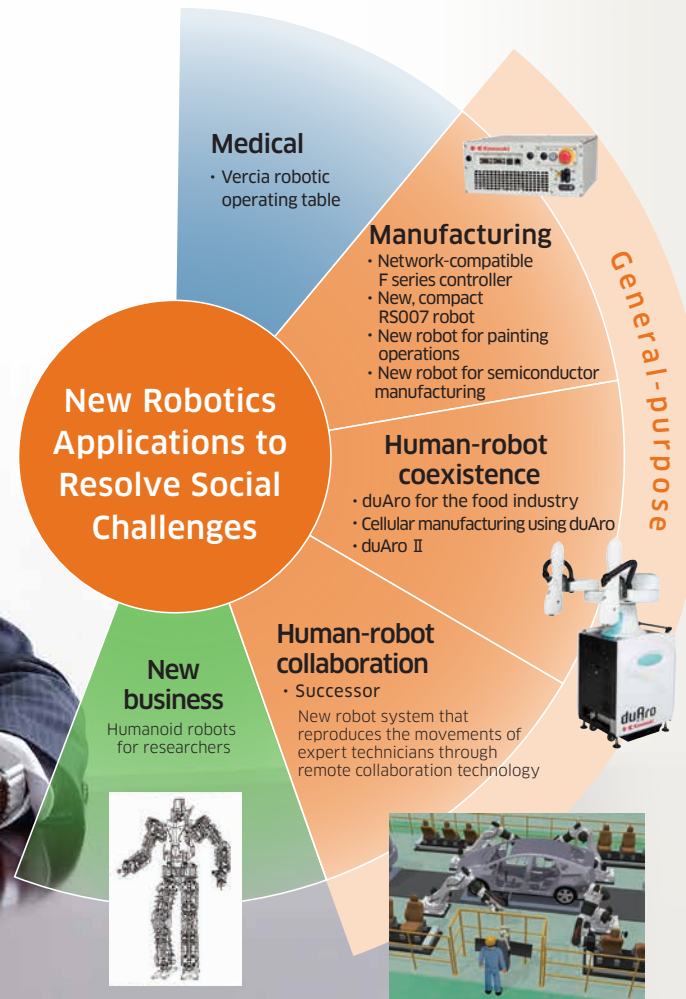 Medical
・Vercia robotic
operating table
Kawasaki
Manufacturing
・Network-compatible
F series controller
・New, compact
RS007 robot
・New robot for painting
operations
・New robot for semiconductor
manufacturing
General-purpose
New Robotics
Applications to
Resolve Social
Challenges
Human-robot
coexistence
・duAro for the food industry
・Cellular manufacturing using duAro
・duAro Ⅱ
duAro
Kawasaki
Human-robot
collaboration
・Successor
New robot system that
reproduces the movements of
expert technicians through
remote collaboration technology
New
business
Humanoid robots
for researchers